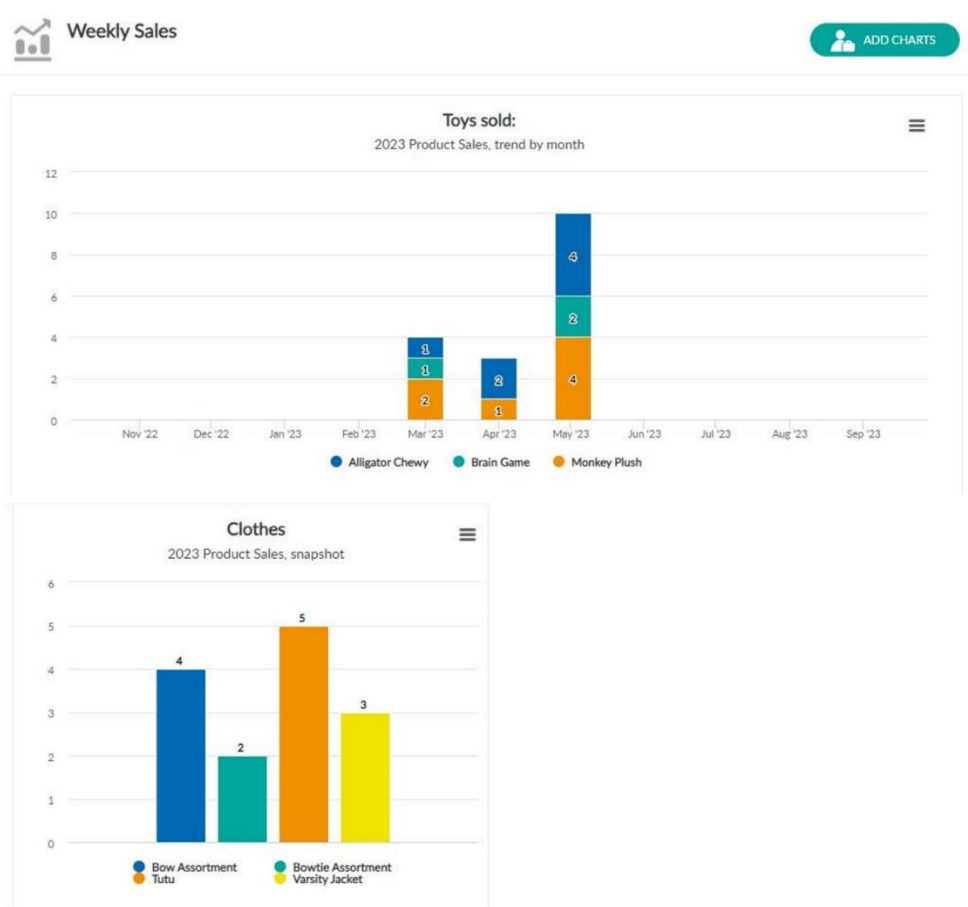 Weekly Sales
ADD CHARTS
Toys sold:
2023 Product Sales, trend by month
12
10
8
6
4
2
0
4
2
4
1
1
2
2
1
Nov '22 Dec '22 Jan '23 Feb '23 Mar '23 Apr '23 May '23 Jun '23 Jul '23 Aug '23 Sep '23
Alligator Chewy Brain Game Monkey Plush
Clothes
2023 Product Sales, snapshot
6
5
4
3
2
1
0
4
2
5
3
Bow Assortment Bowtie Assortment
Tutu Varsity Jacket